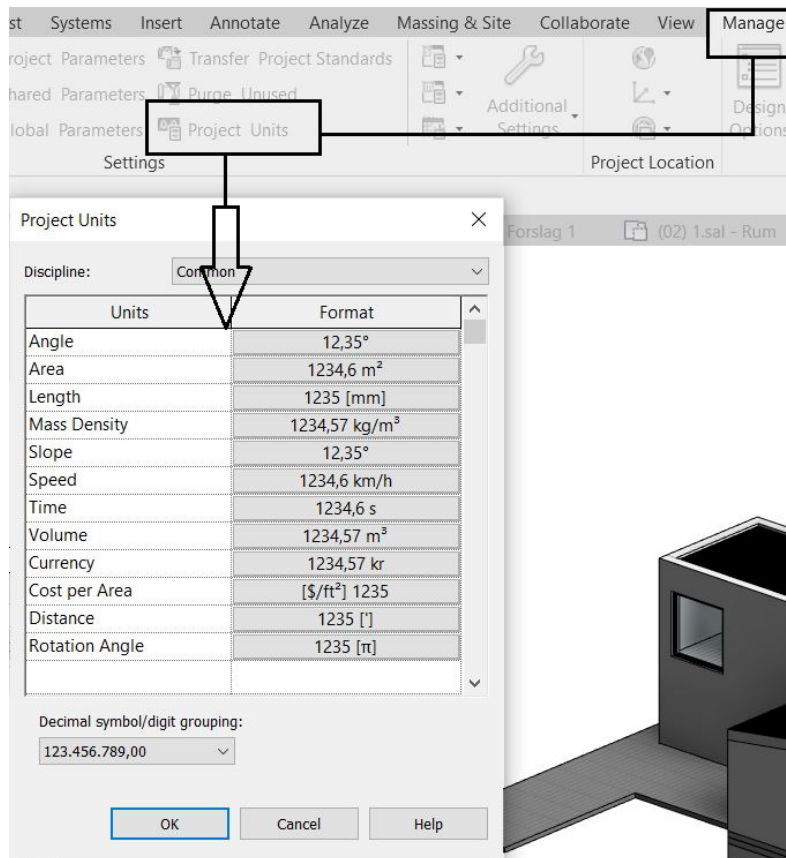 st Systems Insert Annotate Analyze Massing & Site Collaborate View Manage
roject Parameters Transfer Project Standards
hared Parameters Purge Unused
lobal Parameters Project Units
Additional
Settings
Design
Options
Settings
Project Location
Project Units
Forslag 1
(02) 1.sal - Rum
Discipline: Common
Units Format
Angle 12,35°
Area 1234,6 m²
Length 1235 [mm]
Mass Density 1234,57 kg/m³
Slope 12,35°
Speed 1234,6 km/h
Time 1234,6 s
Volume 1234,57 m³
Currency 1234,57 kr
Cost per Area [$/ft²] 1235
Distance 1235 [']
Rotation Angle 1235 [π]
Decimal symbol/digit grouping:
123.456.789,00
OK Cancel Help